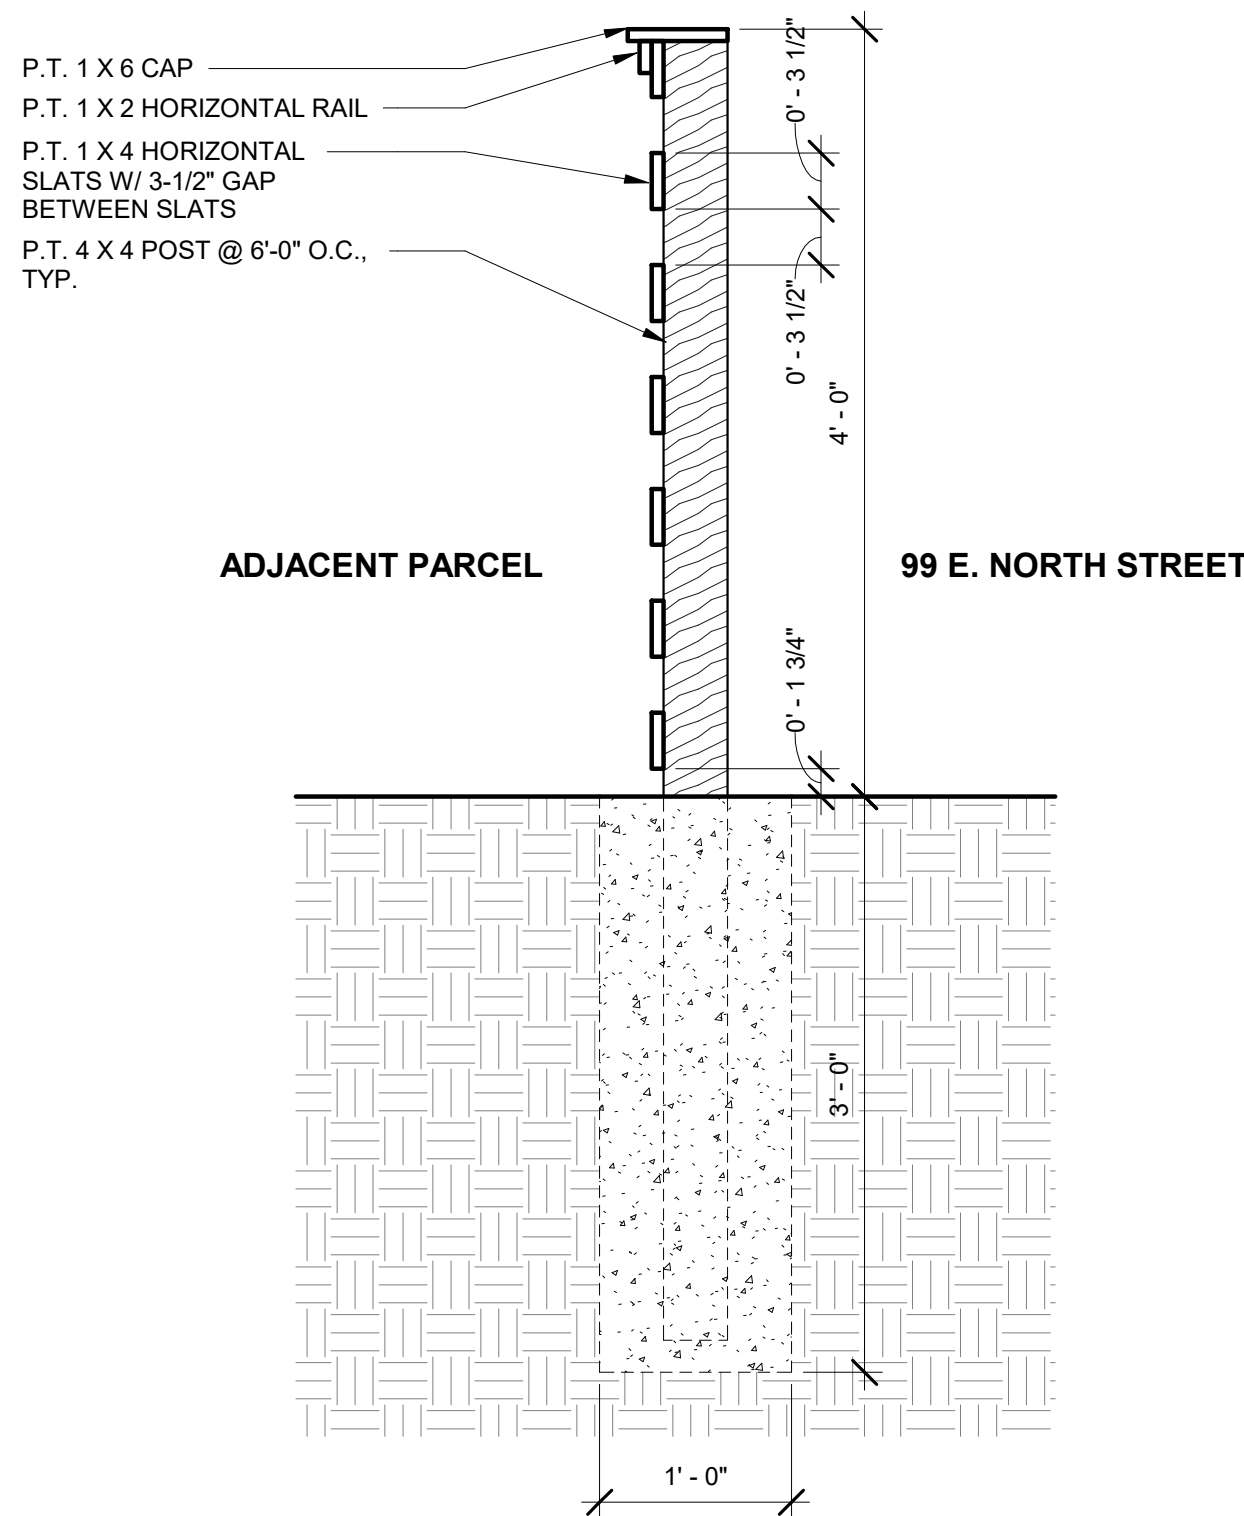 P.T. 1 X 6 CAP
P.T. 1 X 2 HORIZONTAL RAIL
P.T. 1 X 4 HORIZONTAL
SLATS W/ 3-1/2" GAP
BETWEEN SLATS
P.T. 4 X 4 POST @ 6'-0" O.C.,
TYP.
0' - 3 1/2"
0' - 3 1/2"
4' - 0"
ADJACENT PARCEL
99 E. NORTH STREET
0' - 1 3/4"
3' - 0"
1' - 0"